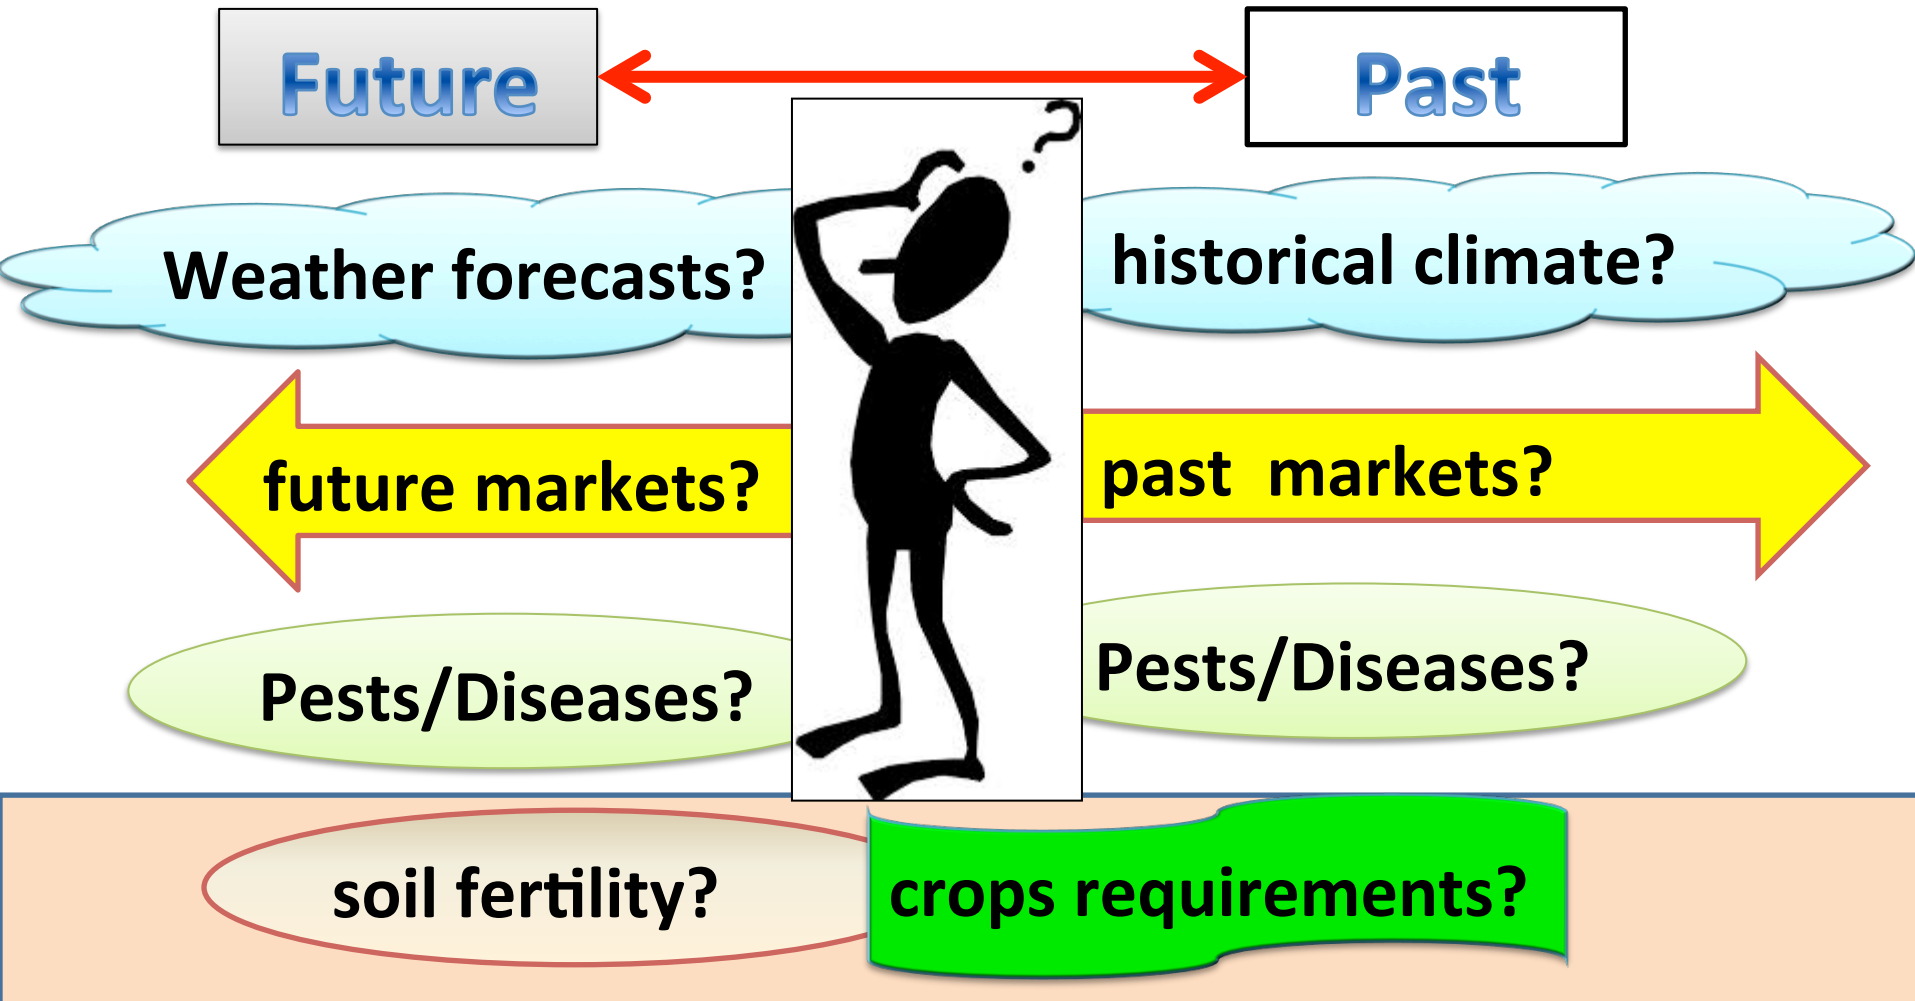 Future
Past
?
Weather forecasts?
historical climate?
future markets?
past  markets?
Pests/Diseases?
Pests/Diseases?
soil fertility?
crops requirements?